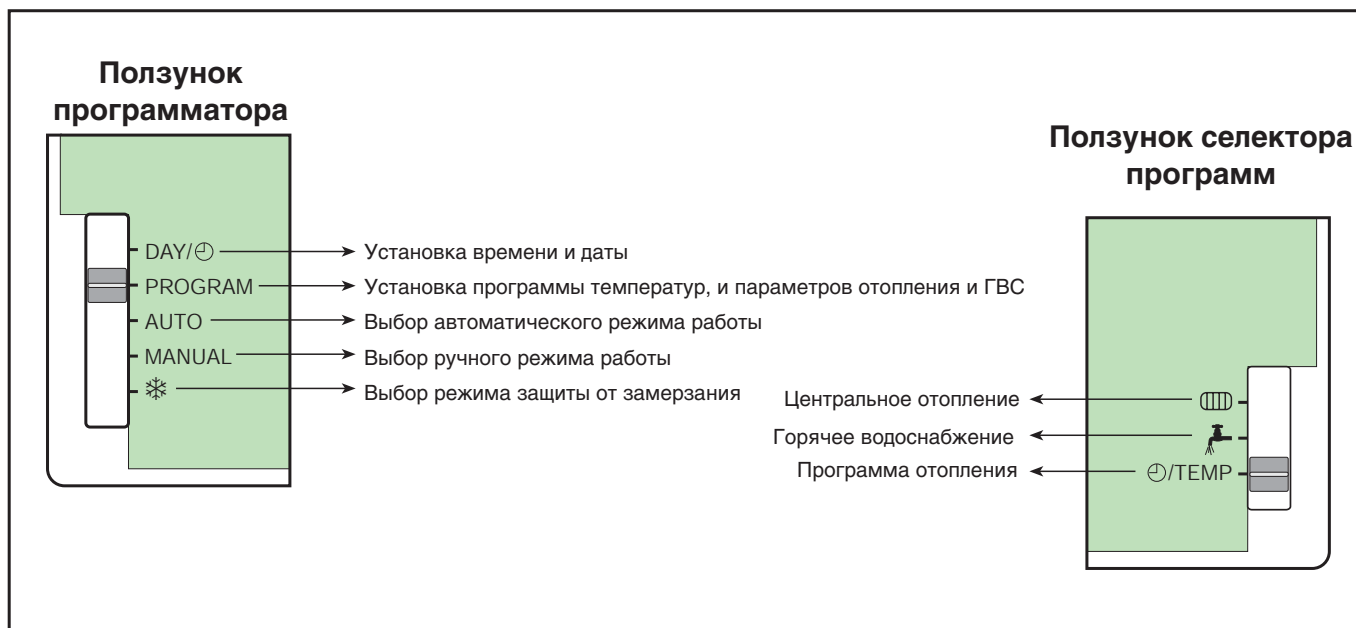 Ползунок
программатора
DAY/
Установка времени и даты
PROGRAM
Установка программы температур, и параметров отопления и ГВС
AUTO
Выбор автоматического режима работы
MANUAL
Выбор ручного режима работы
Выбор режима защиты от замерзания
Ползунок селектора
программ
Центральное отопление
Горячее водоснабжение
Программа отопления
/TEMP